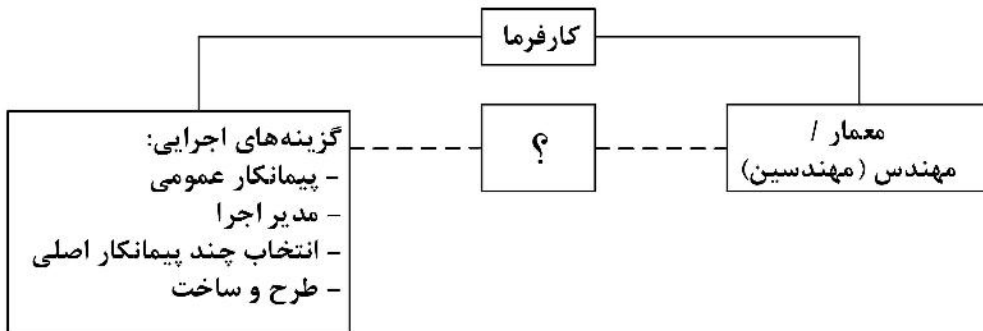 کارفرما
معمار /
مهندس (مهندسین)
؟
گزینه‌های اجرایی:
- پیمانکار عمومی
- مدیر اجرا
- انتخاب چند پیمانکار اصلی
- طرح و ساخت